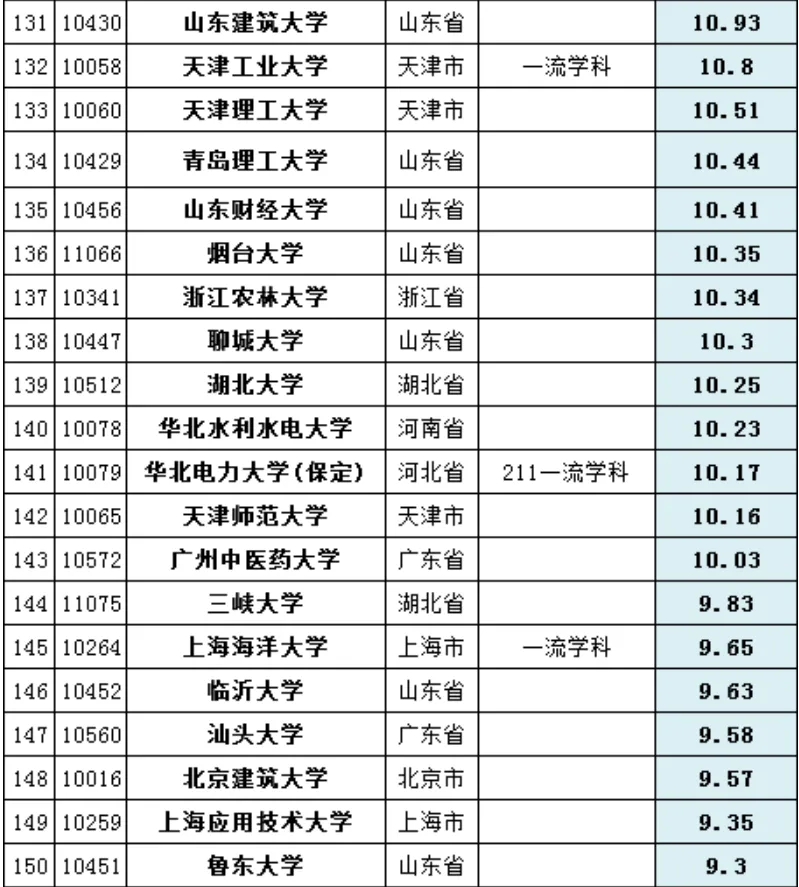 131 10430 山东建筑大学 山东省 10.93
132 10058 天津工业大学 天津市 一流学科 10.8
133 10060 天津理工大学 天津市 10.51
134 10429 青岛理工大学 山东省 10.44
135 10456 山东财经大学 山东省 10.41
136 11066 烟台大学 山东省 10.35
137 10341 浙江农林大学 浙江省 10.34
138 10447 聊城大学 山东省 10.3
139 10512 湖北大学 湖北省 10.25
140 10078 华北水利水电大学 河南省 10.23
141 10079 华北电力大学(保定) 河北省 211一流学科 10.17
142 10065 天津师范大学 天津市 10.16
143 10572 广州中医药大学 广东省 10.03
144 11075 三峡大学 湖北省 9.83
145 10264 上海海洋大学 上海市 一流学科 9.65
146 10452 临沂大学 山东省 9.63
147 10560 汕头大学 广东省 9.58
148 10016 北京建筑大学 北京市 9.57
149 10259 上海应用技术大学 上海市 9.35
150 10451 鲁东大学 山东省 9.3